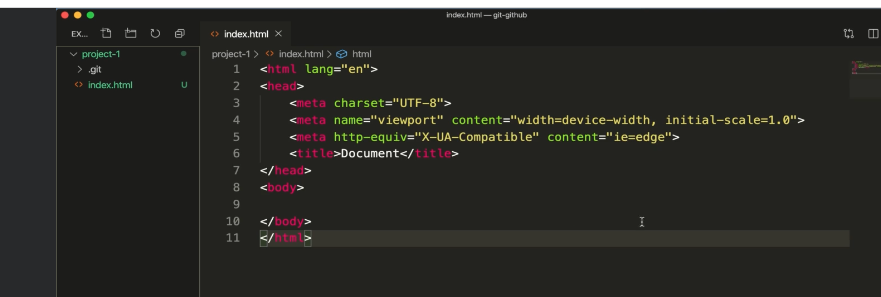 index.html — git-github
EX...
index.html
project-1
.git
index.html U
project-1 > index.html > html
1 <html lang="en">
2 <head>
3 <meta charset="UTF-8">
4 <meta name="viewport" content="width=device-width, initial-scale=1.0">
5 <meta http-equiv="X-UA-Compatible" content="ie=edge">
6 <title>Document</title>
7 </head>
8 <body>
9
10 </body>
11 </html>